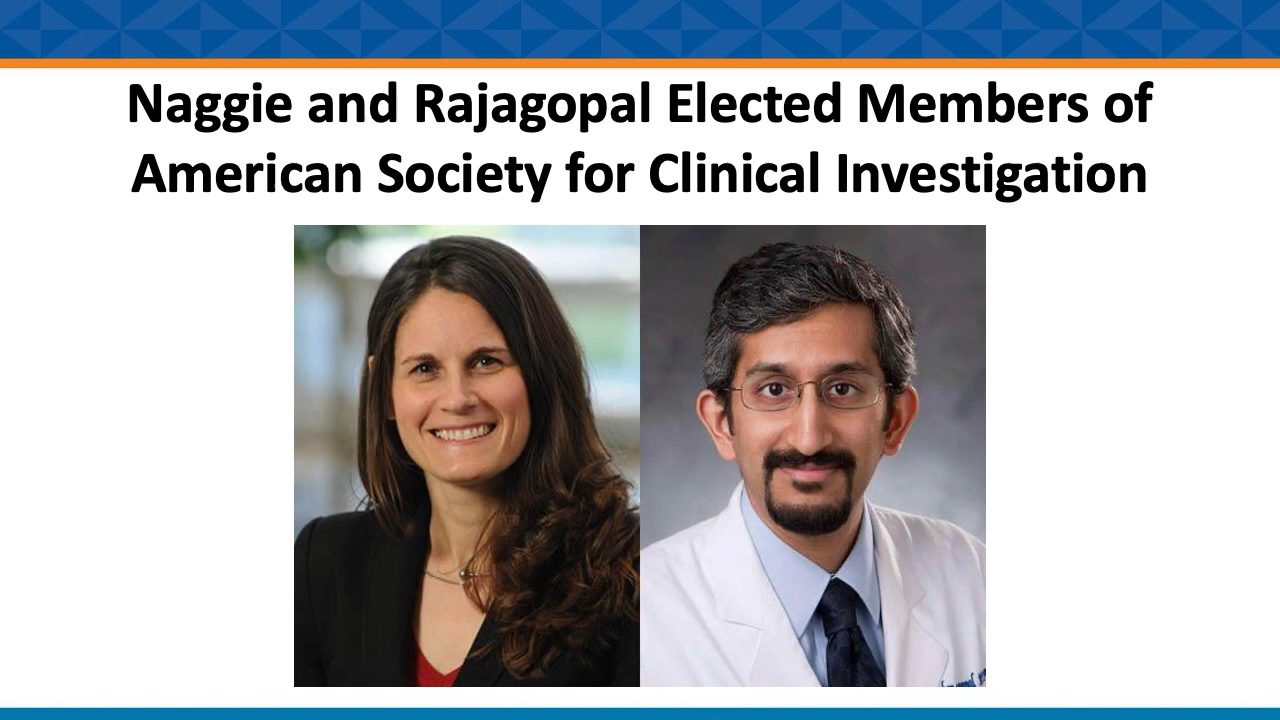 Naggie and Rajagopal Elected Members of
American Society for Clinical Investigation